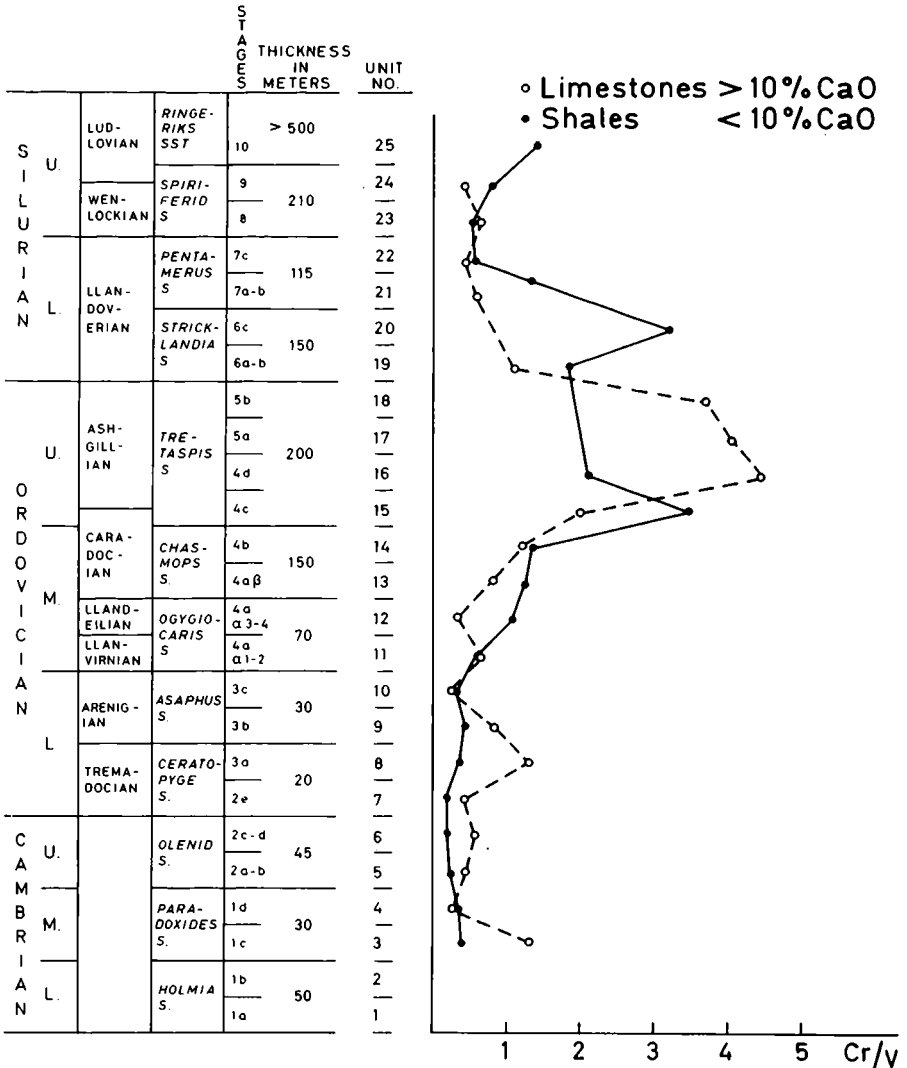 STAGES THICKNESS IN METERS UNIT NO.
○ Limestones > 10% CaO
• Shales < 10% CaO
SILURIAN
U.
L.
LUD-
LOVIAN
WEN-
LOCKIAN
LLAN-
DOV-
ERIAN
RINGE-
RIKS
SST
SPIRI-
FERID
S
PENTA-
MERUS
S
STRICK-
LANDIA
S
10 > 500 25
9 24
210
8 23
7c 22
115
7a-b 21
6c 20
150
6a-b 19
ORDOVICIAN
U.
M.
L
ASH-
GILL-
IAN
CARA-
DOC-
IAN
LLAND-
EILIAN
LLAN-
VIRNIAN
ARENIG-
IAN
TREMA-
DOCIAN
TRE-
TASPIS
S
CHAS-
MOPS
S.
OGYGIO-
CARIS
S
ASAPHUS
S.
CERATO-
PYGE
S.
5b 18
5a 17
200
4d 16
4c 15
4b 14
150
4aβ 13
4a
α3-4 12
70
4a
α1-2 11
3c 10
30
3b 9
3a 8
20
2e 7
CAMBRIAN
U.
M.
L.
OLENID
S.
PARA-
DOXIDES
S.
HOLMIA
S.
2c-d 6
45
2a-b 5
1d 4
30
1c 3
1b 2
50
1a 1
1 2 3 4 5 Cr/v